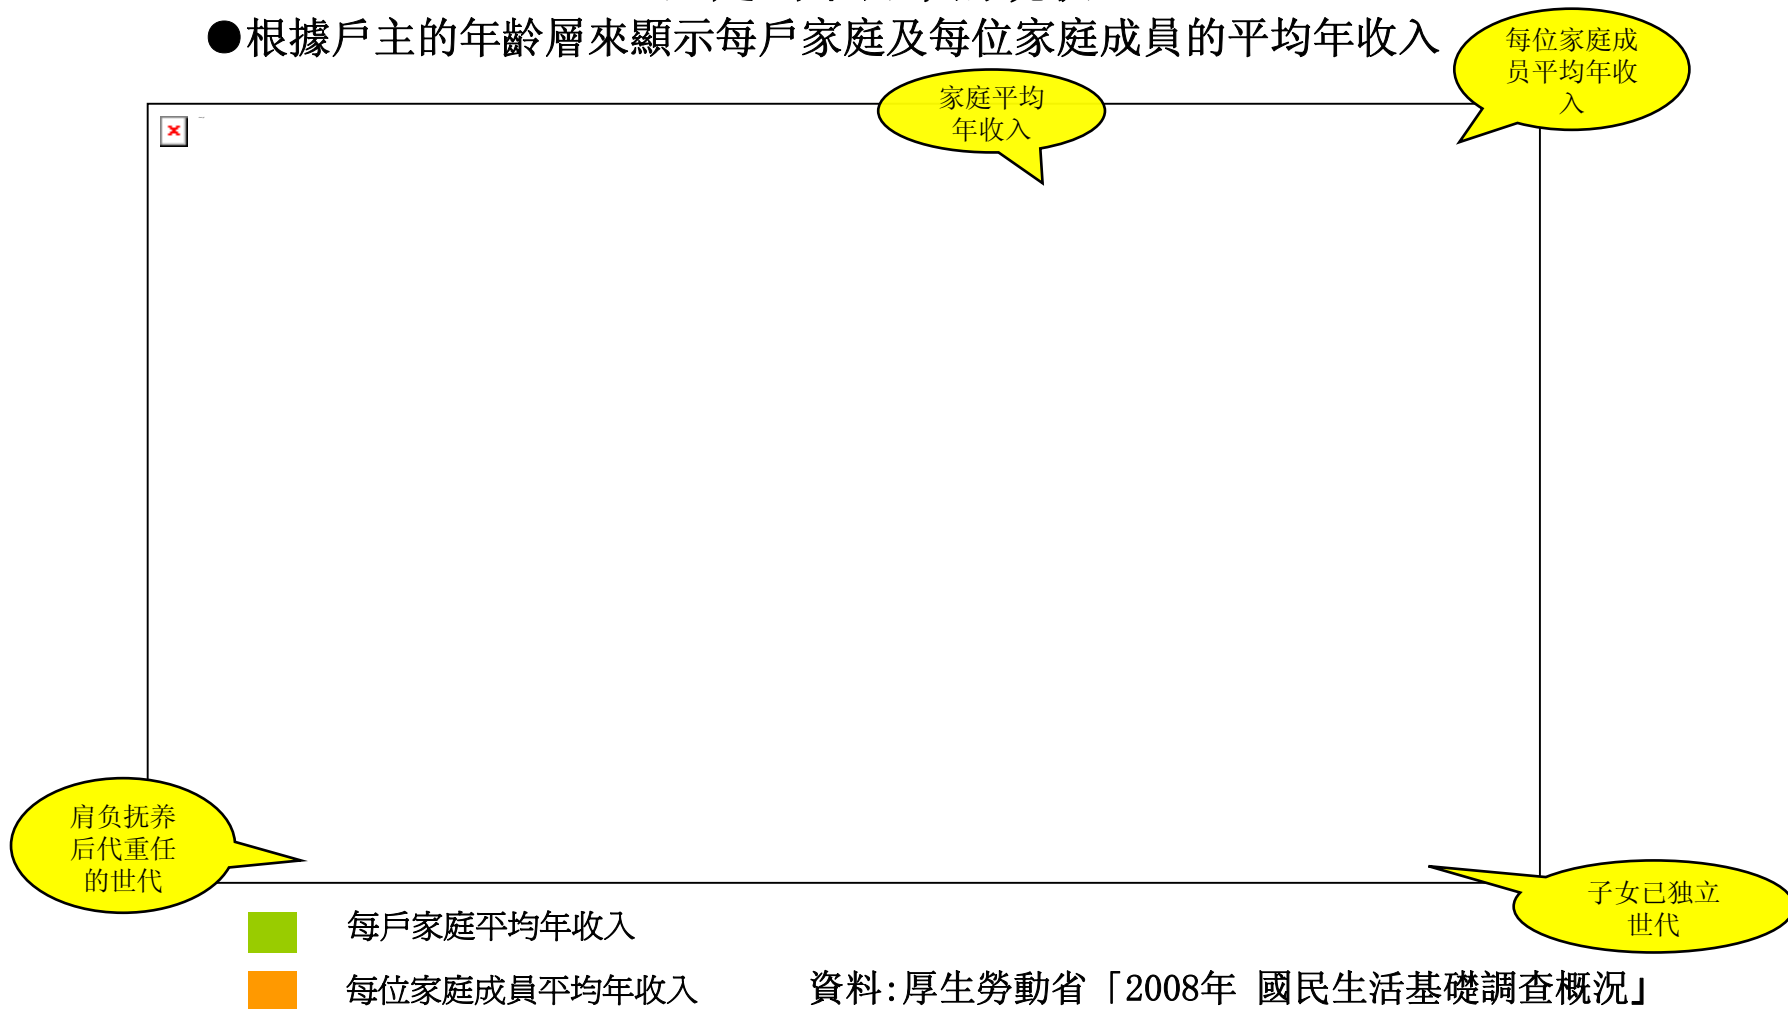 ●根據戶主的年齡層來顯示每戶家庭及每位家庭成員的平均年收入
每位家庭成
员平均年收
入
家庭平均
年收入
肩负抚养
后代重任
的世代
子女已独立
世代
每戶家庭平均年收入
每位家庭成員平均年收入
資料:厚生勞動省「2008年 國民生活基礎調查概況」